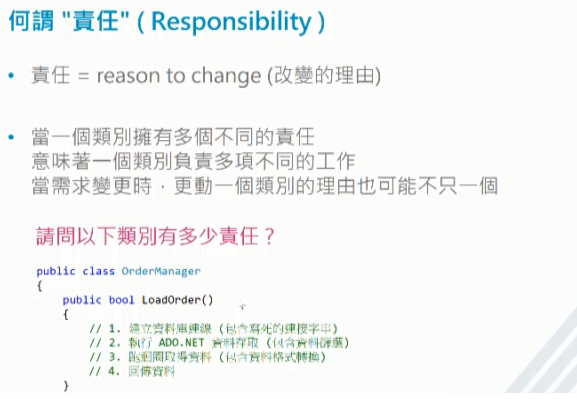 何謂 "責任" ( Responsibility )
• 責任 = reason to change (改變的理由)
• 當一個類別擁有多個不同的責任
意味著一個類別負責多項不同的工作
當需求變更時，更動一個類別的理由也可能不只一個
請問以下類別有多少責任？
public class OrderManager
{
public bool LoadOrder()
{
// 1. 建立資料庫連線 (包含寫死的連接字串)
// 2. 執行 ADO.NET 資料存取 (包含資料篩選)
// 3. 跑迴圈取得資料 (包含資料格式轉換)
// 4. 回傳資料
}